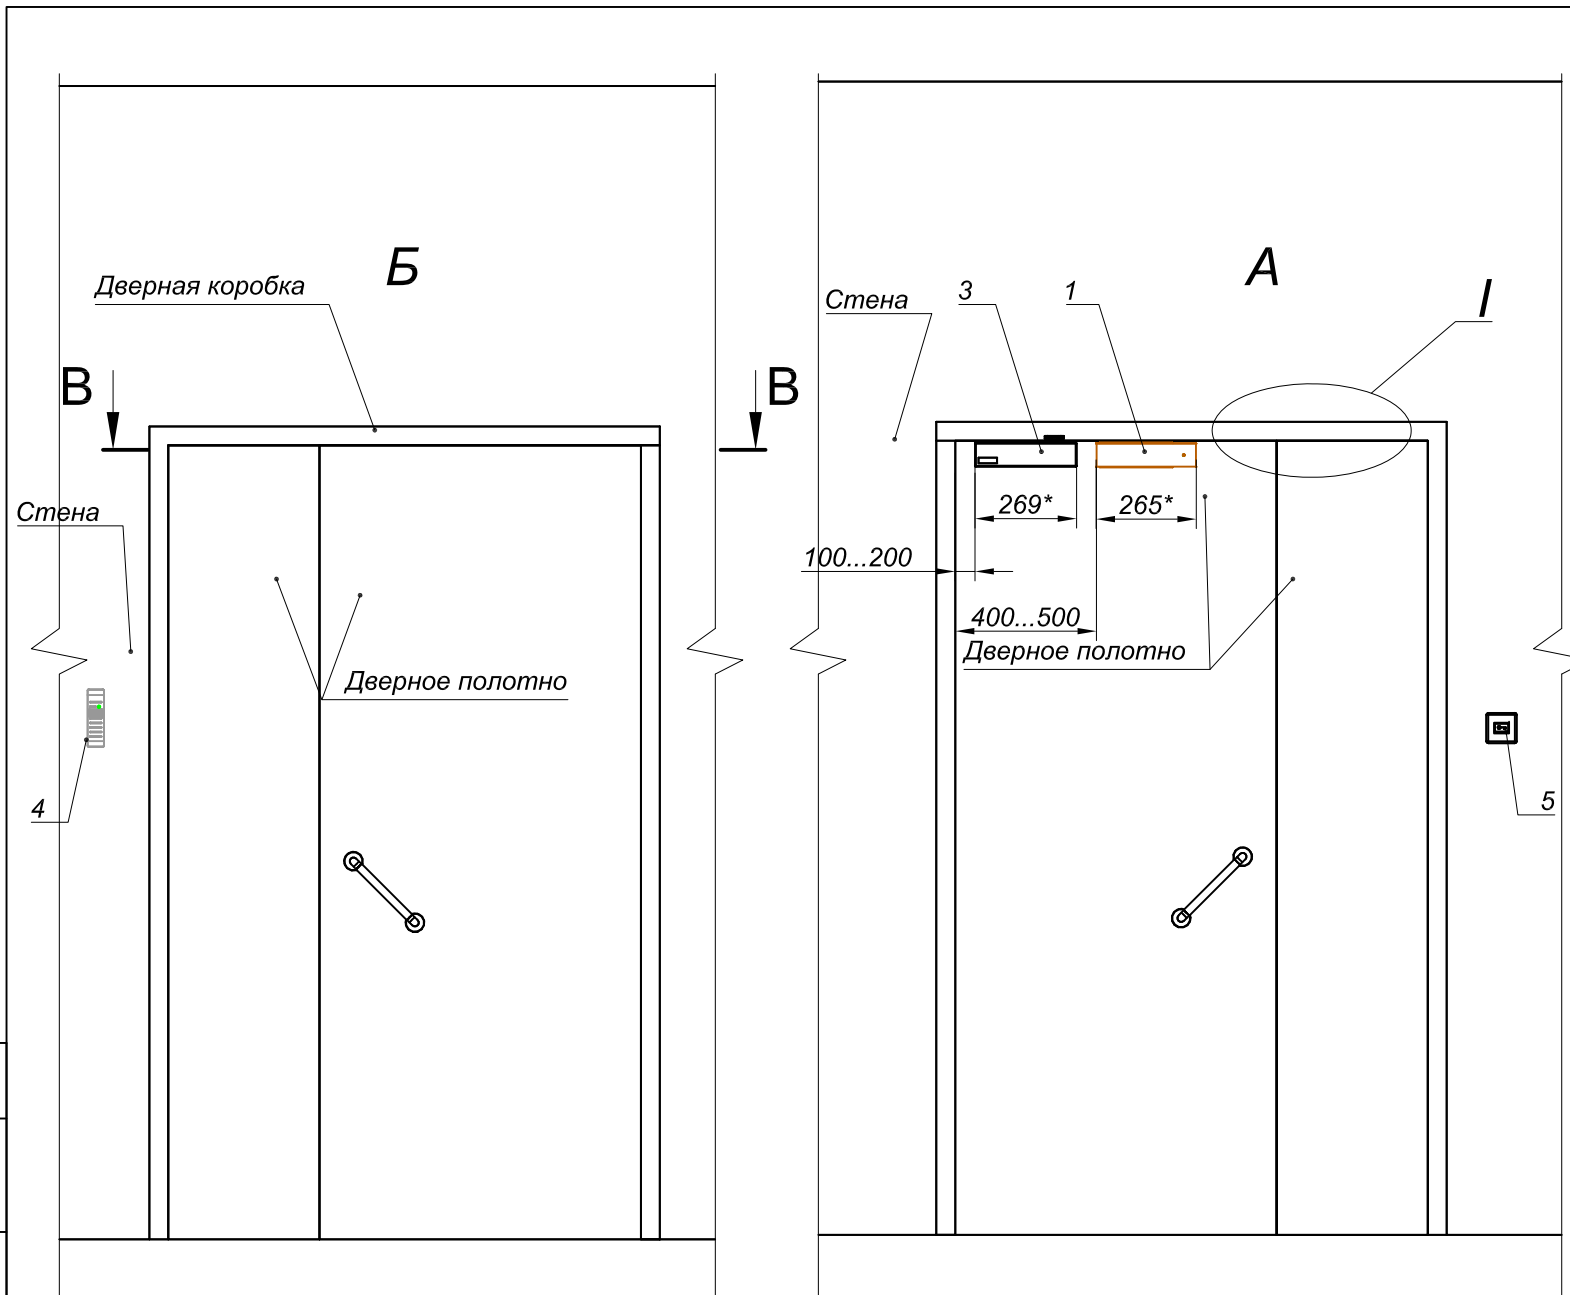 Б
Дверная коробка
В
В
Стена
Дверное полотно
4
А
Стена
3
1
I
269*
265*
100...200
400...500
Дверное полотно
5